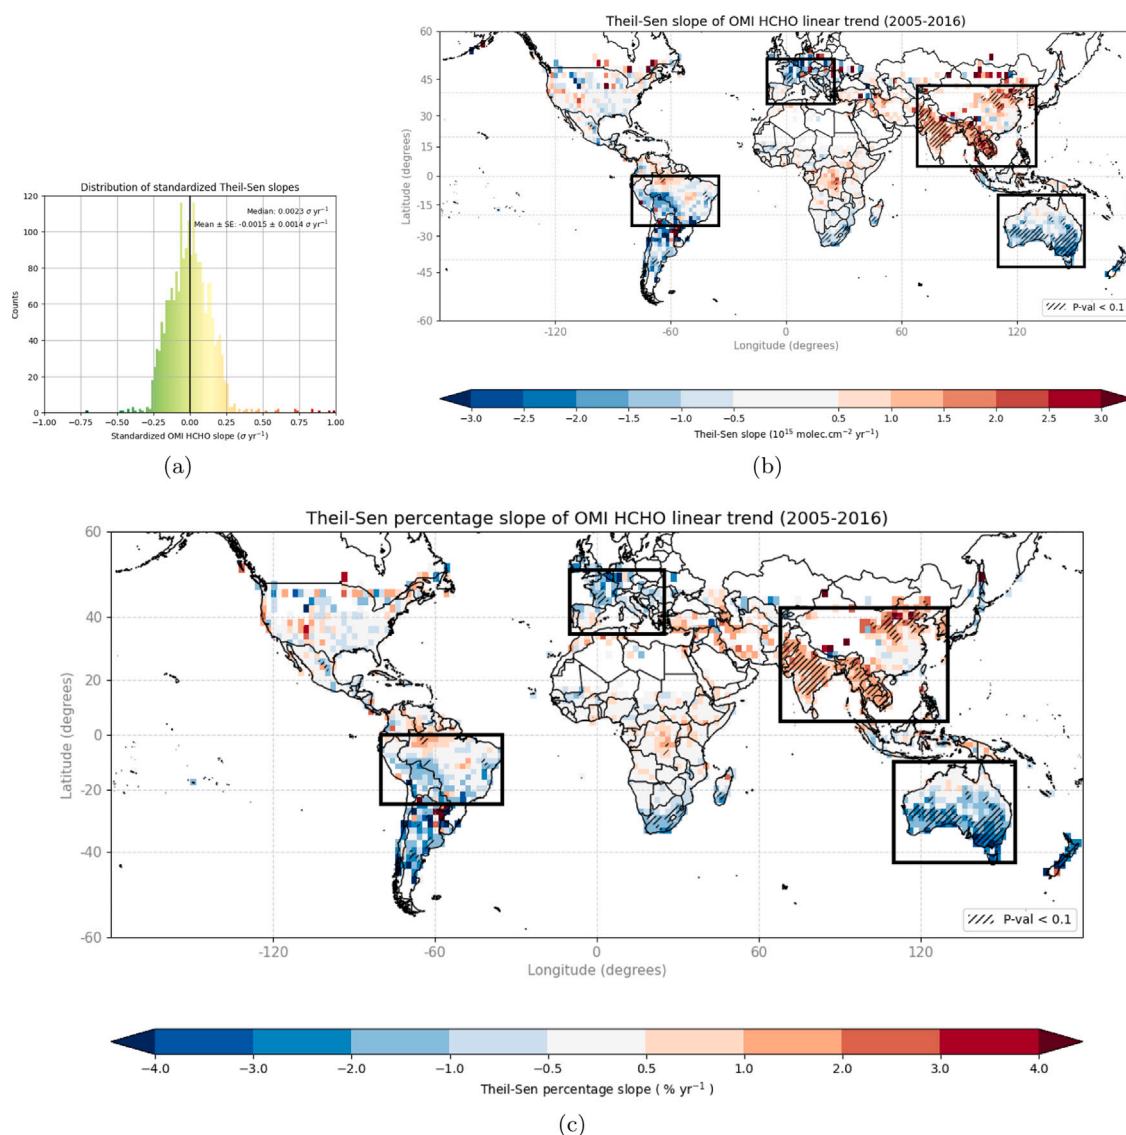 Distribution of standardized Theil-Sen slopes
Median: 0.0023 σ yr⁻¹
Mean ± SE: -0.0015 ± 0.0014 σ yr⁻¹
Counts
120
100
80
60
40
20
0
−1.00 −0.75 −0.50 −0.25 0.00 0.25 0.50 0.75 1.00
Standardized OMI HCHO slope (σ yr⁻¹)
(a)
Theil-Sen slope of OMI HCHO linear trend (2005-2016)
Latitude (degrees)
60
45
30
15
0
-15
-30
-45
-60
-120 -60 0 60 120
Longitude (degrees)
P-val < 0.1
−3.0 −2.5 −2.0 −1.5 −1.0 −0.5 0.5 1.0 1.5 2.0 2.5 3.0
Theil-Sen slope (10¹⁵ molec.cm⁻² yr⁻¹)
(b)
Theil-Sen percentage slope of OMI HCHO linear trend (2005-2016)
Latitude (degrees)
60
40
20
0
-20
-40
-60
-120 -60 0 60 120
Longitude (degrees)
P-val < 0.1
−4.0 −3.0 −2.0 −1.0 −0.5 0.5 1.0 2.0 3.0 4.0
Theil-Sen percentage slope ( % yr⁻¹ )
(c)